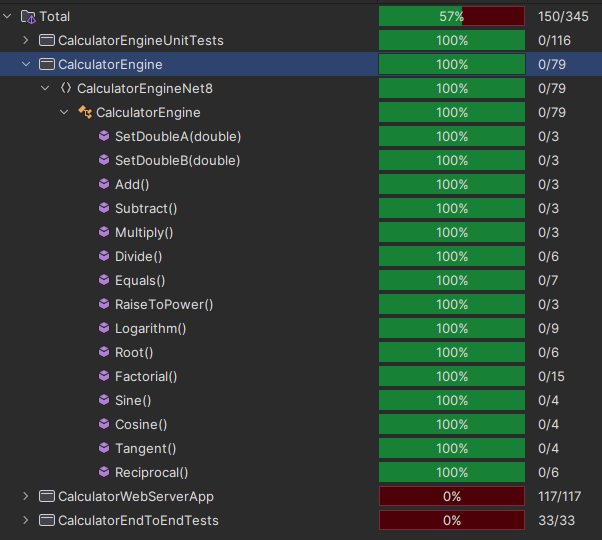 Total 57% 150/345
CalculatorEngineUnitTests 100% 0/116
CalculatorEngine 100% 0/79
CalculatorEngineNet8 100% 0/79
CalculatorEngine 100% 0/79
SetDoubleA(double) 100% 0/3
SetDoubleB(double) 100% 0/3
Add() 100% 0/3
Subtract() 100% 0/3
Multiply() 100% 0/3
Divide() 100% 0/6
Equals() 100% 0/7
RaiseToPower() 100% 0/3
Logarithm() 100% 0/9
Root() 100% 0/6
Factorial() 100% 0/15
Sine() 100% 0/4
Cosine() 100% 0/4
Tangent() 100% 0/4
Reciprocal() 100% 0/6
CalculatorWebServerApp 0% 117/117
CalculatorEndToEndTests 0% 33/33